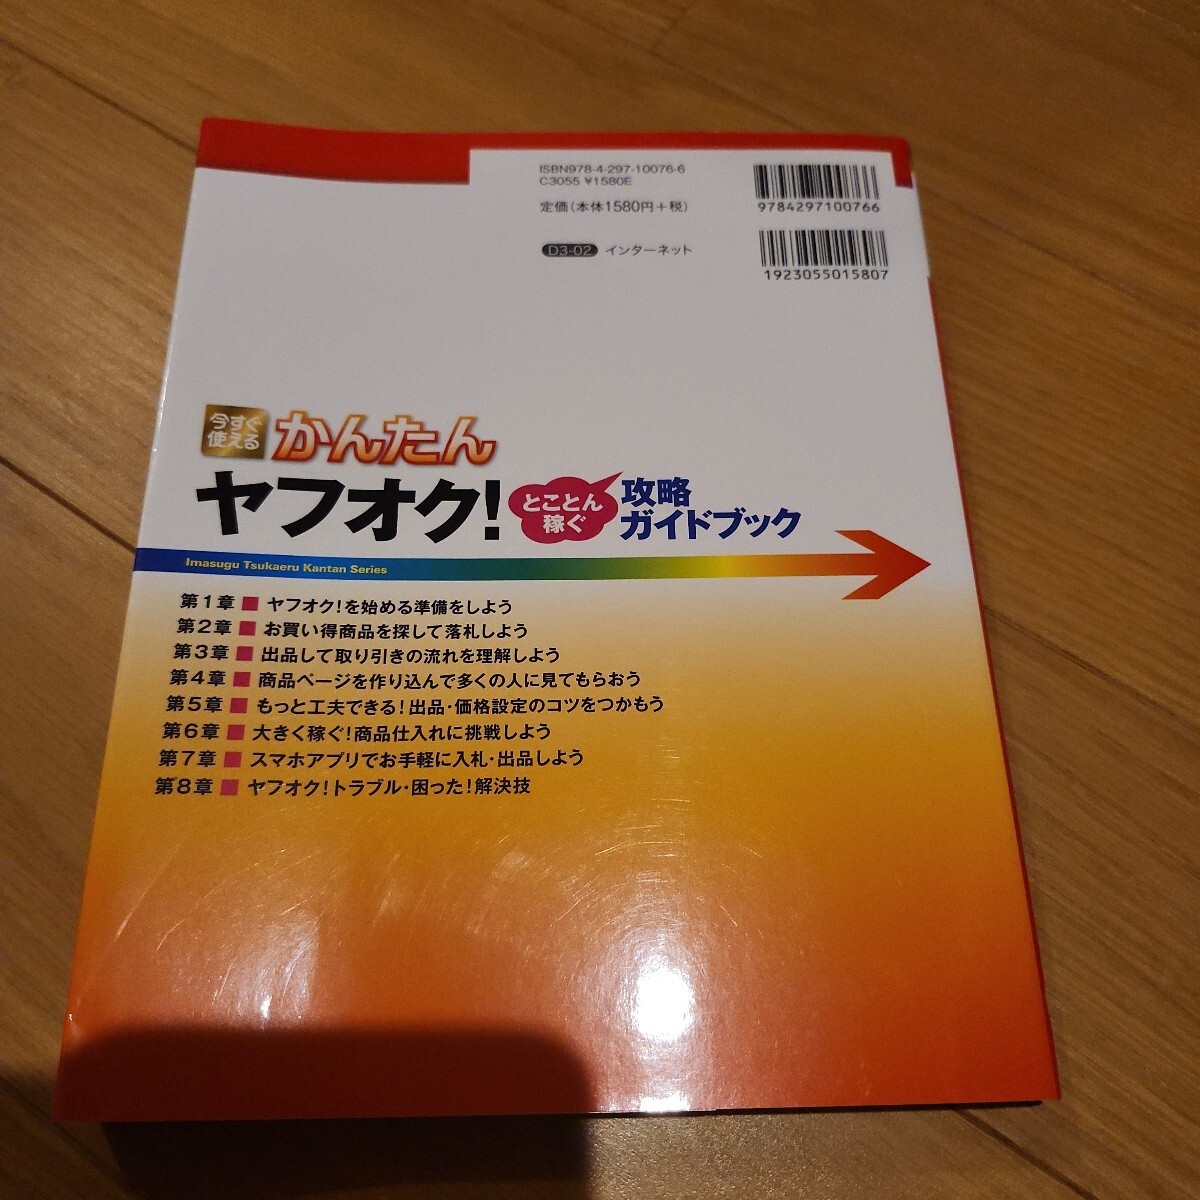 ISBN978-4-297-10076-6
C3055 ¥1580E
定価(本体1580円+税)
D3-02 インターネット
9784297100766
1923055015807
今すぐ
使える
かんたん
ヤフオク!
とことん
稼ぐ
攻略
ガイドブック
Imasugu Tsukaeru Kantan Series
第1章 ■ ヤフオク!を始める準備をしよう
第2章 ■ お買い得商品を探して落札しよう
第3章 ■ 出品して取り引きの流れを理解しよう
第4章 ■ 商品ページを作り込んで多くの人に見てもらおう
第5章 ■ もっと工夫できる!出品・価格設定のコツをつかもう
第6章 ■ 大きく稼ぐ!商品仕入れに挑戦しよう
第7章 ■ スマホアプリでお手軽に入札・出品しよう
第8章 ■ ヤフオク!トラブル・困った!解決技